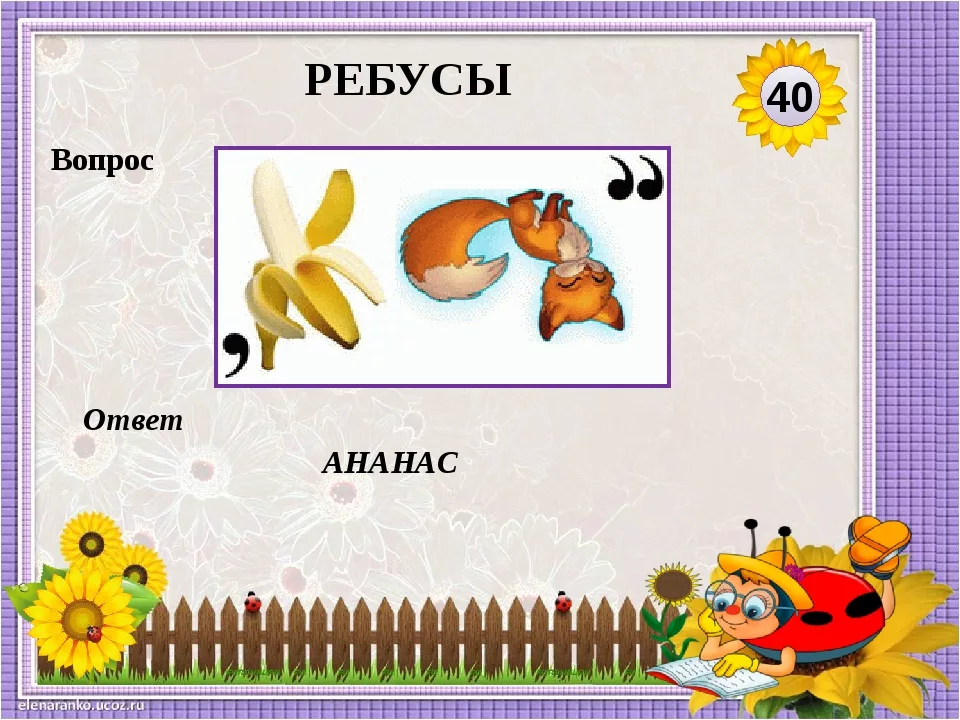 РЕБУСЫ
40
Вопрос
,
,,
Ответ
АНАНАС
elenaranko.ucoz.ru